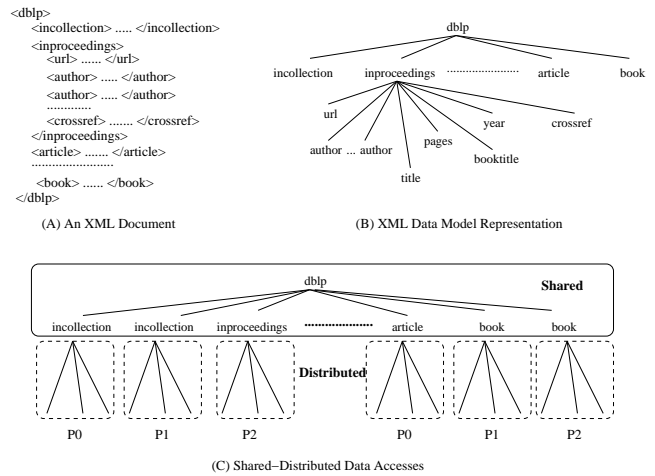 <dblp>
<incollection> ..... </incollection>
<inproceedings>
<url> ...... </url>
<author> ..... </author>
<author> ..... </author>
.............
<crossref> ....... </crossref>
</inproceedings>
<article> ....... </article>
........................
<book> ...... </book>
</dblp>
(A) An XML Document
dblp
incollection inproceedings ........................ article book
url
author ... author
title
pages
booktitle
year
crossref
(B) XML Data Model Representation
dblp
Shared
incollection incollection inproceedings .................. article book book
Distributed
P0 P1 P2 P0 P1 P2
(C) Shared−Distributed Data Accesses